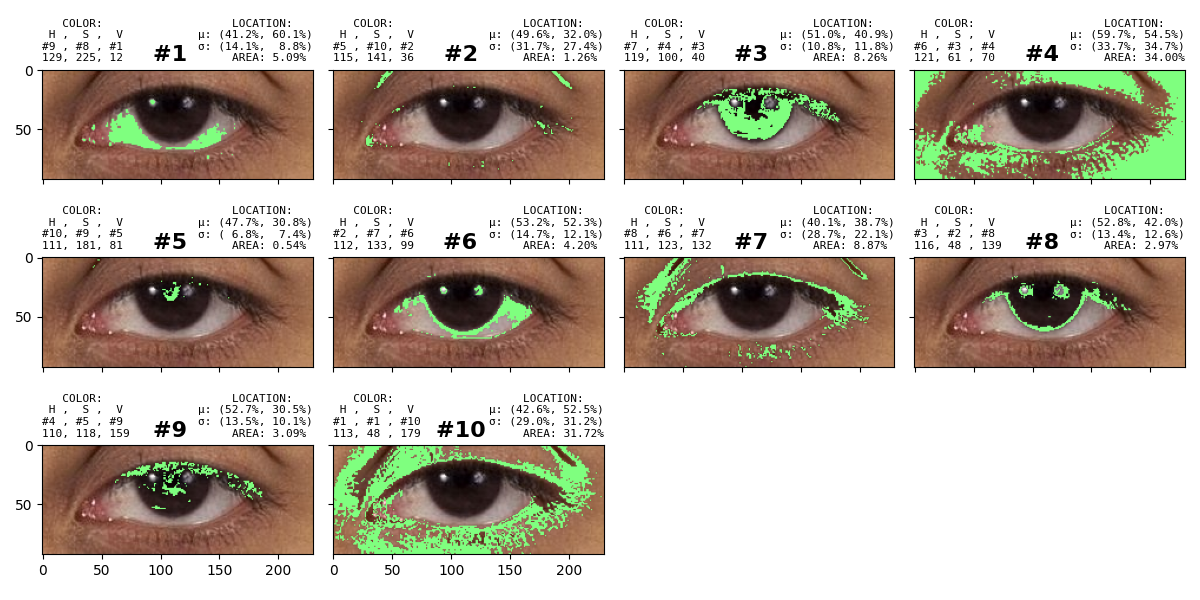 COLOR: LOCATION:
H , S , V μ: (41.2%, 60.1%)
#9 , #8 , #1 #1 σ: (14.1%, 8.8%)
129, 225, 12 AREA: 5.09%
COLOR: LOCATION:
H , S , V μ: (49.6%, 32.0%)
#5 , #10, #2 #2 σ: (31.7%, 27.4%)
115, 141, 36 AREA: 1.26%
COLOR: LOCATION:
H , S , V μ: (51.0%, 40.9%)
#7 , #4 , #3 #3 σ: (10.8%, 11.8%)
119, 100, 40 AREA: 8.26%
COLOR: LOCATION:
H , S , V μ: (59.7%, 54.5%)
#6 , #3 , #4 #4 σ: (33.7%, 34.7%)
121, 61 , 70 AREA: 34.00%
0
50
COLOR: LOCATION:
H , S , V μ: (47.7%, 30.8%)
#10, #9 , #5 #5 σ: ( 6.8%, 7.4%)
111, 181, 81 AREA: 0.54%
COLOR: LOCATION:
H , S , V μ: (53.2%, 52.3%)
#2 , #7 , #6 #6 σ: (14.7%, 12.1%)
112, 133, 99 AREA: 4.20%
COLOR: LOCATION:
H , S , V μ: (40.1%, 38.7%)
#8 , #6 , #7 #7 σ: (28.7%, 22.1%)
111, 123, 132 AREA: 8.87%
COLOR: LOCATION:
H , S , V μ: (52.8%, 42.0%)
#3 , #2 , #8 #8 σ: (13.4%, 12.6%)
116, 48 , 139 AREA: 2.97%
0
50
COLOR: LOCATION:
H , S , V μ: (52.7%, 30.5%)
#4 , #5 , #9 #9 σ: (13.5%, 10.1%)
110, 118, 159 AREA: 3.09%
COLOR: LOCATION:
H , S , V μ: (42.6%, 52.5%)
#1 , #1 , #10 #10 σ: (29.0%, 31.2%)
113, 48 , 179 AREA: 31.72%
0
50
0 50 100 150 200
0 50 100 150 200